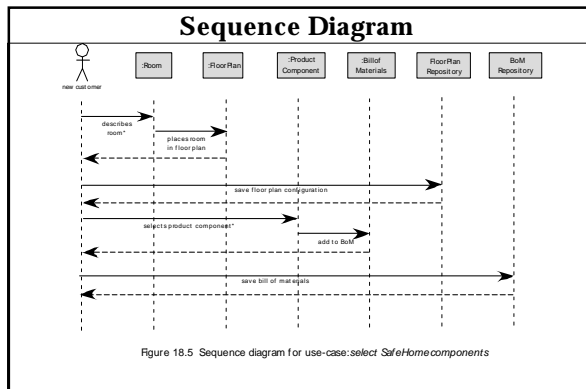 Sequence Diagram
:Room
:FloorPlan
:Product
Component
:Billof
Materials
FloorPlan
Repository
BoM
Repository
new customer
describes
room*
places room
in floor plan
save floor plan configuration
selects product component*
add to BoM
save bill of materials
Figure 18.5 Sequence diagram for use-case:select SafeHomecomponents